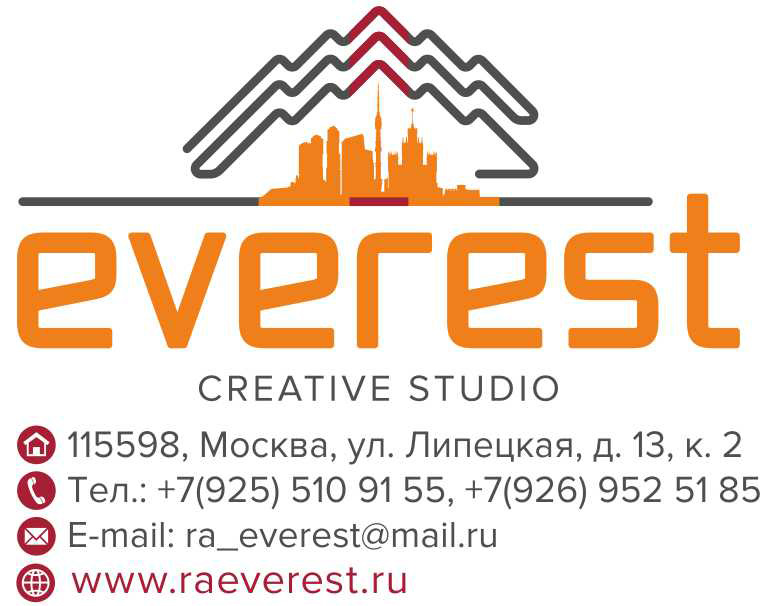 everest
CREATIVE STUDIO
115598, Москва, ул. Липецкая, д. 13, к. 2
Тел.: +7(925) 510 91 55, +7(926) 952 51 85
E-mail: ra_everest@mail.ru
www.raeverest.ru